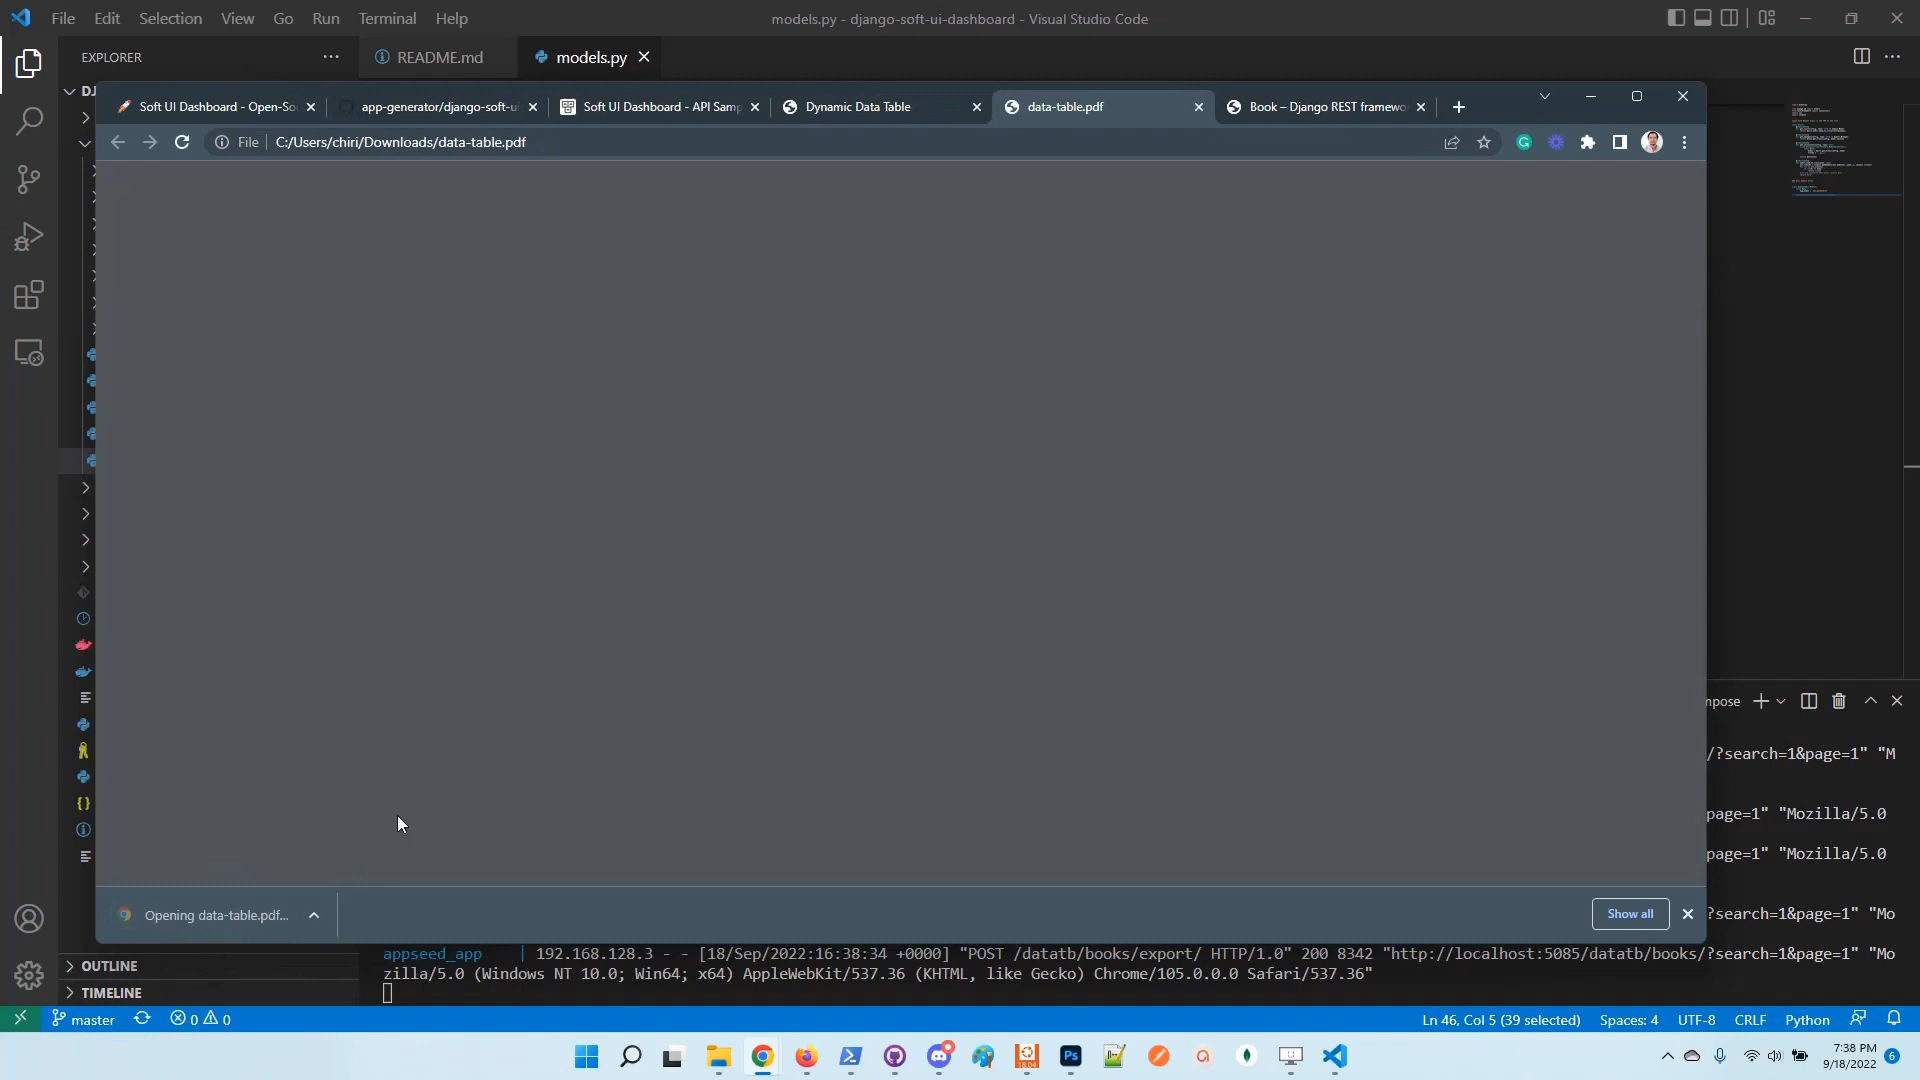 File Edit Selection View Go Run Terminal Help
models.py - django-soft-ui-dashboard - Visual Studio Code
EXPLORER
README.md
models.py
DJ
Soft UI Dashboard - Open-So
app-generator/django-soft-ui
Soft UI Dashboard - API Samp
Dynamic Data Table
data-table.pdf
Book – Django REST framewo
File
C:/Users/chiri/Downloads/data-table.pdf
npose
/?search=1&page=1" "M
page=1" "Mozilla/5.0
page=1" "Mozilla/5.0
?search=1&page=1" "Mo
Opening data-table.pdf...
Show all
appseed_app | 192.168.128.3 - - [18/Sep/2022:16:38:34 +0000] "POST /datatb/books/export/ HTTP/1.0" 200 8342 "http://localhost:5085/datatb/books/?search=1&page=1" "Mo
zilla/5.0 (Windows NT 10.0; Win64; x64) AppleWebKit/537.36 (KHTML, like Gecko) Chrome/105.0.0.0 Safari/537.36"
OUTLINE
TIMELINE
master
0 0
Ln 46, Col 5 (39 selected)
Spaces: 4
UTF-8
CRLF
Python
Ps
18.04
7:38 PM
9/18/2022
6